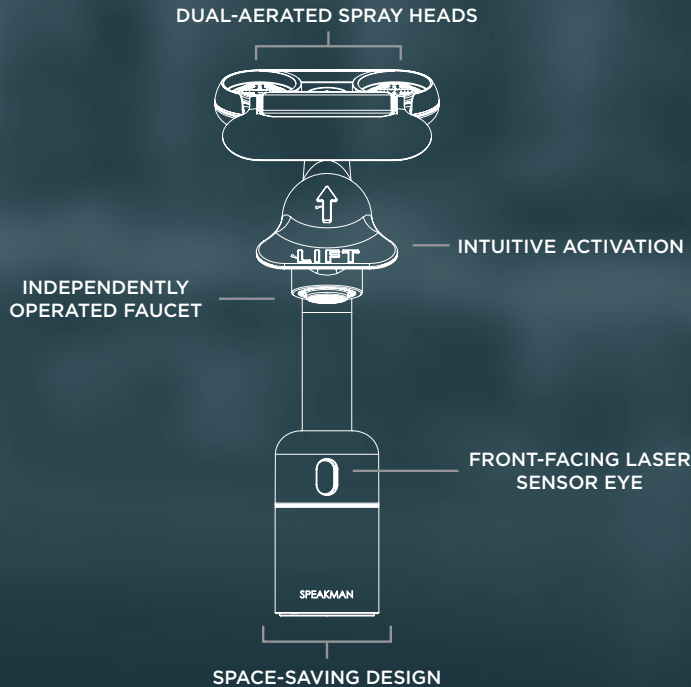 DUAL-AERATED SPRAY HEADS
LIFT
INTUITIVE ACTIVATION
INDEPENDENTLY
OPERATED FAUCET
FRONT-FACING LASER
SENSOR EYE
SPEAKMAN
SPACE-SAVING DESIGN